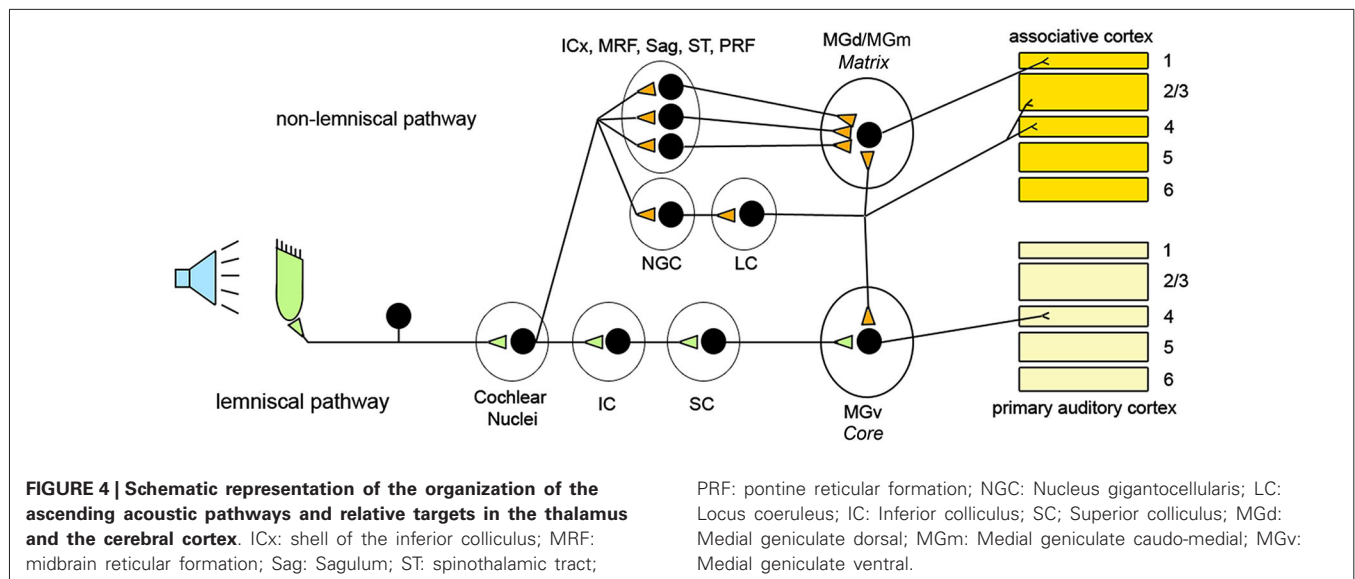 ICx, MRF, Sag, ST, PRF
MGd/MGm
Matrix
associative cortex
1
2/3
4
5
6
non-lemniscal pathway
NGC
LC
1
2/3
4
5
6
primary auditory cortex
lemniscal pathway
Cochlear
Nuclei
IC
SC
MGv
Core
FIGURE 4 | Schematic representation of the organization of the
ascending acoustic pathways and relative targets in the thalamus
and the cerebral cortex. ICx: shell of the inferior colliculus; MRF:
midbrain reticular formation; Sag: Sagulum; ST: spinothalamic tract;
PRF: pontine reticular formation; NGC: Nucleus gigantocellularis; LC:
Locus coeruleus; IC: Inferior colliculus; SC; Superior colliculus; MGd:
Medial geniculate dorsal; MGm: Medial geniculate caudo-medial; MGv:
Medial geniculate ventral.